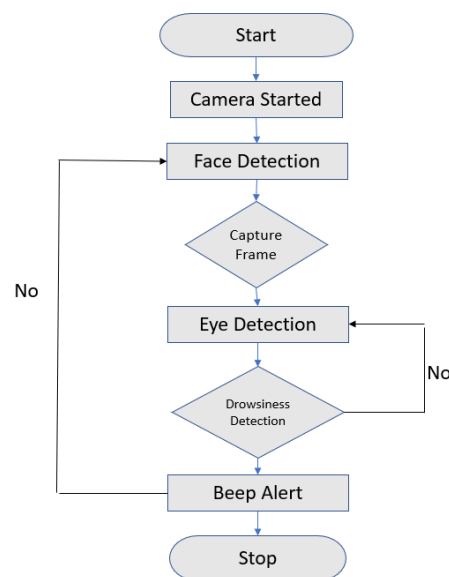 Start
Camera Started
Face Detection
Capture
Frame
No
Eye Detection
No
Drowsiness
Detection
Beep Alert
Stop